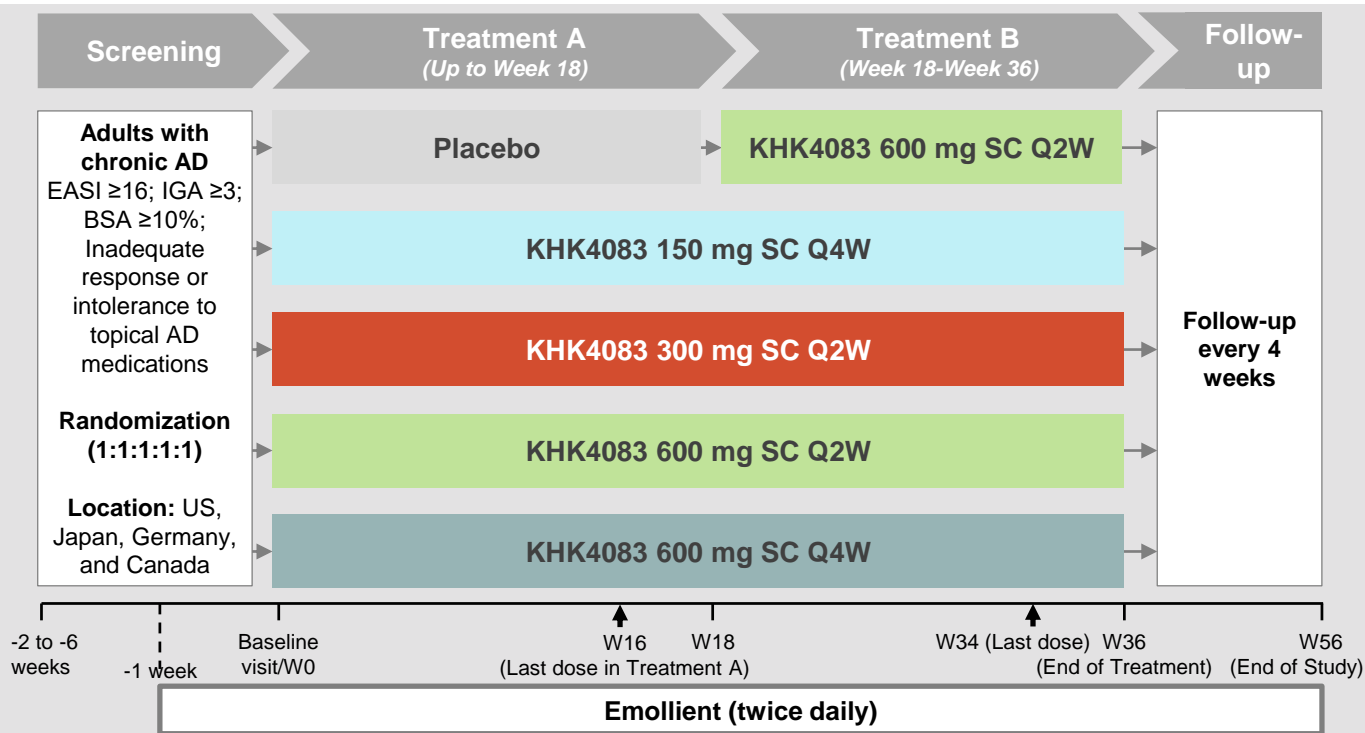 Screening
Treatment A
(Up to Week 18)
Treatment B
(Week 18-Week 36)
Follow-
up
Adults with
chronic AD
EASI ≥16; IGA ≥3;
BSA ≥10%;
Inadequate
response or
intolerance to
topical AD
medications
Randomization
(1:1:1:1:1)
Location: US,
Japan, Germany,
and Canada
Placebo
KHK4083 600 mg SC Q2W
KHK4083 150 mg SC Q4W
KHK4083 300 mg SC Q2W
KHK4083 600 mg SC Q2W
KHK4083 600 mg SC Q4W
Follow-up
every 4
weeks
-2 to -6
weeks
-1 week
Baseline
visit/W0
W16
(Last dose in Treatment A)
W18
W34 (Last dose)
W36
(End of Treatment)
W56
(End of Study)
Emollient (twice daily)